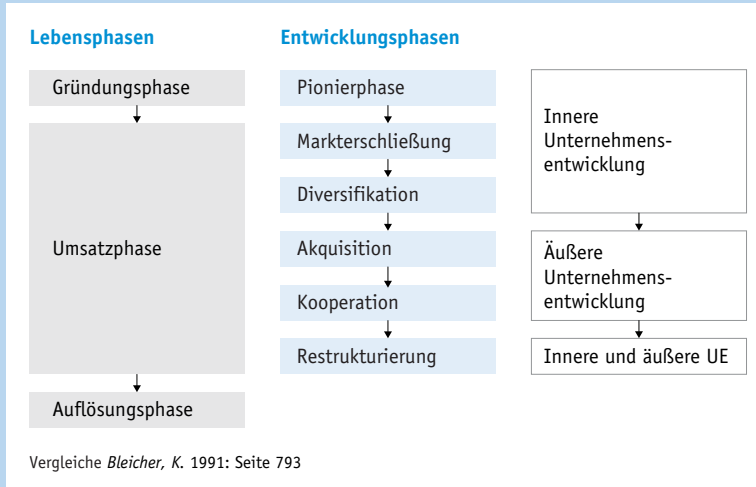 Lebensphasen
Gründungsphase
Umsatzphase
Auflösungsphase
Entwicklungsphasen
Pionierphase
Markterschließung
Diversifikation
Akquisition
Kooperation
Restrukturierung
Innere
Unternehmens-
entwicklung
Äußere
Unternehmens-
entwicklung
Innere und äußere UE
Vergleiche Bleicher, K. 1991: Seite 793